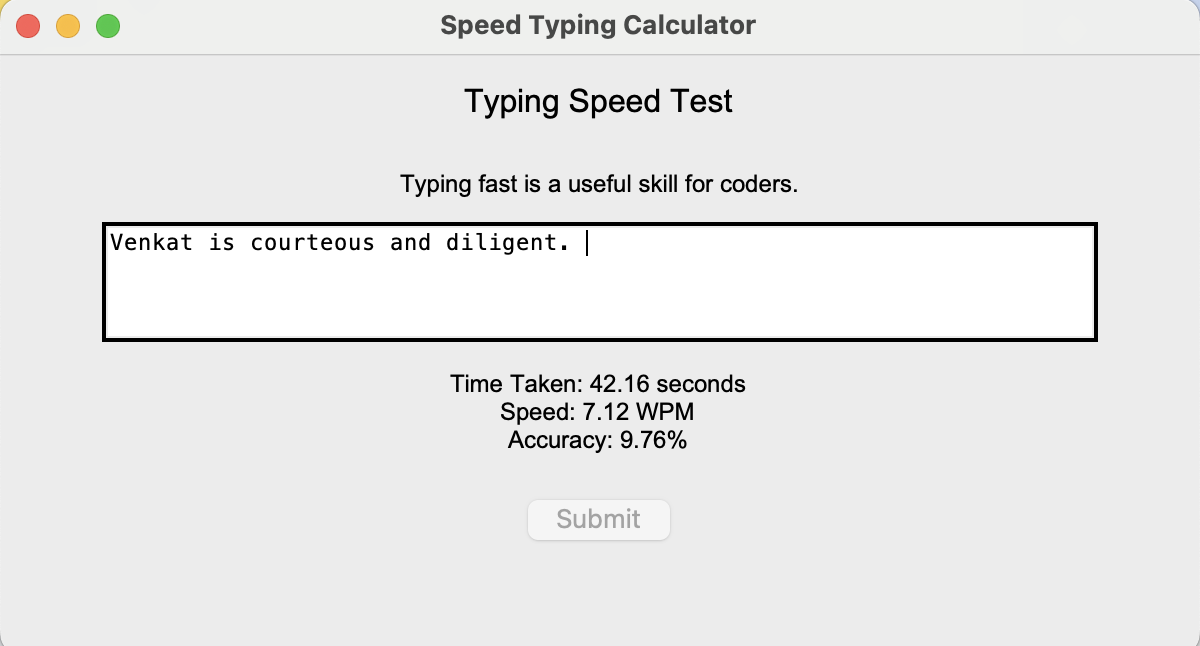 Speed Typing Calculator
Typing Speed Test
Typing fast is a useful skill for coders.
Venkat is courteous and diligent.
Time Taken: 42.16 seconds
Speed: 7.12 WPM
Accuracy: 9.76%
Submit